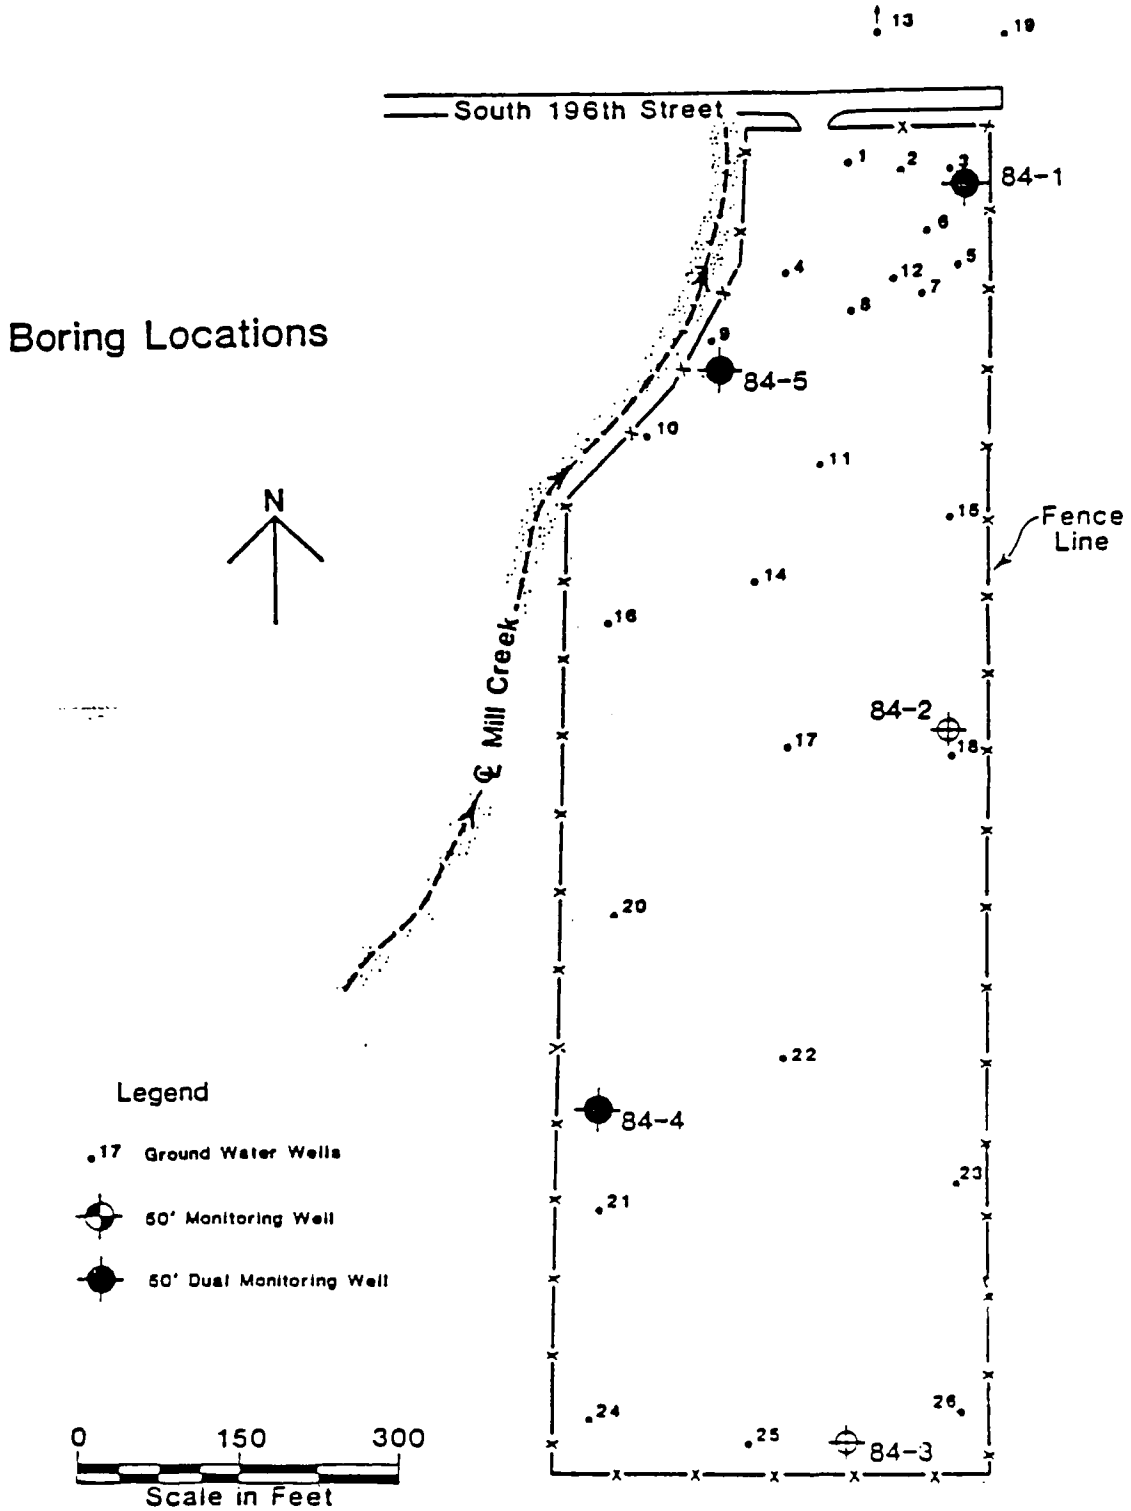 13
19
South 196th Street
1
2
3
84-1
6
5
4
12
7
8
Boring Locations
9
84-5
10
11
N
15
Fence
Line
14
16
℄ Mill Creek
84-2
17
18
20
22
Legend
84-4
17 Ground Water Wells
23
21
50' Monitoring Well
50' Dual Monitoring Well
24
26
25
84-3
0 150 300
Scale in Feet